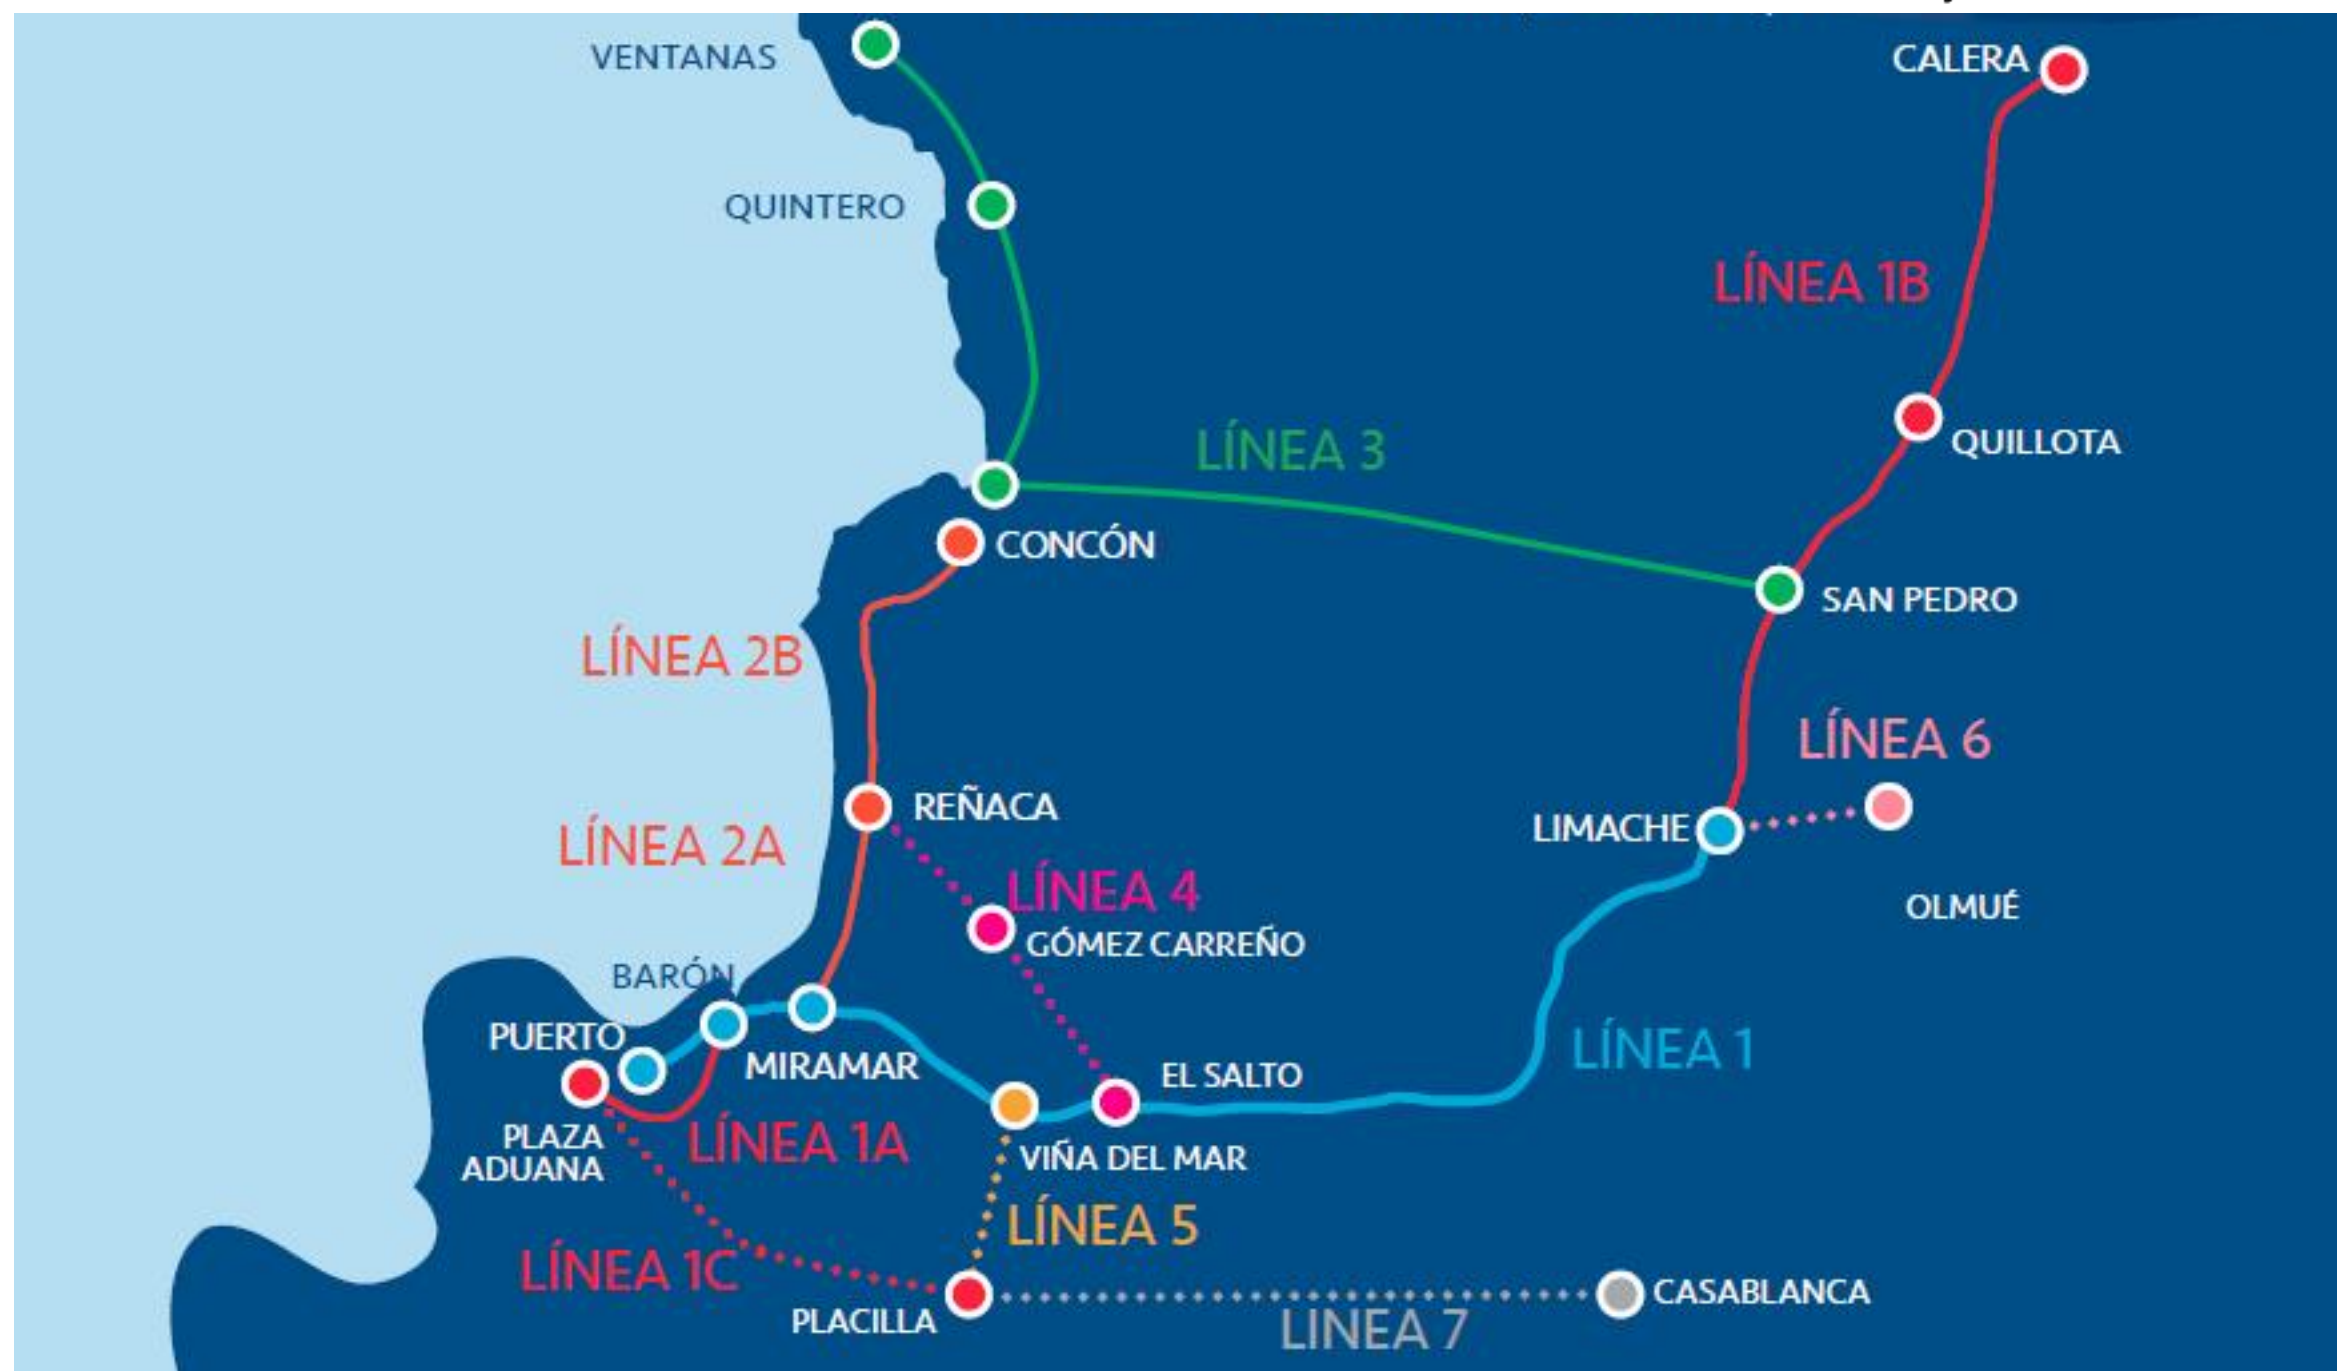 VENTANAS
CALERA
QUINTERO
LÍNEA 1B
LÍNEA 3
QUILLOTA
CONCÓN
SAN PEDRO
LÍNEA 2B
LÍNEA 6
REÑACA
LÍNEA 2A
LIMACHE
LÍNEA 4
OLMUÉ
GÓMEZ CARREÑO
BARÓN
PUERTO
MIRAMAR
EL SALTO
LÍNEA 1
PLAZA
ADUANA
LÍNEA 1A
VIÑA DEL MAR
LÍNEA 5
LÍNEA 1C
CASABLANCA
PLACILLA
LINEA 7